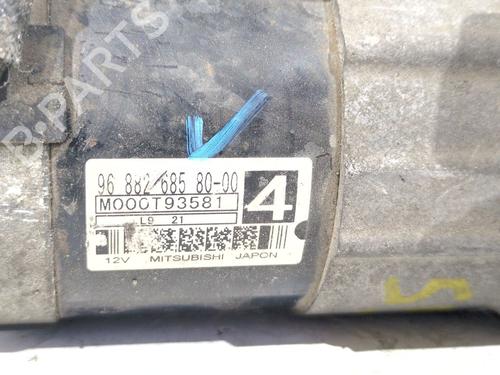 B-PARTS
96 882 685 80-00
M000T93581
4
L9 21
12V MITSUBISHI JAPON
S